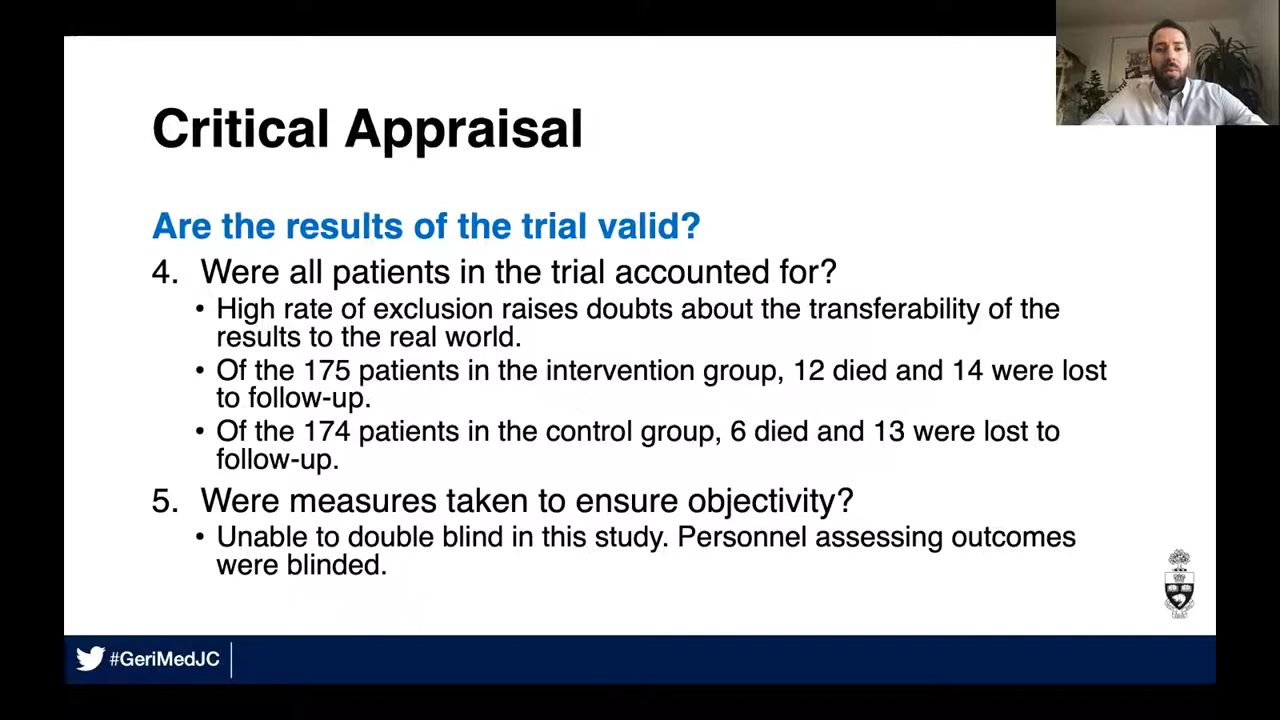 Critical Appraisal
Are the results of the trial valid?
4. Were all patients in the trial accounted for?
• High rate of exclusion raises doubts about the transferability of the
results to the real world.
• Of the 175 patients in the intervention group, 12 died and 14 were lost
to follow-up.
• Of the 174 patients in the control group, 6 died and 13 were lost to
follow-up.
5. Were measures taken to ensure objectivity?
• Unable to double blind in this study. Personnel assessing outcomes
were blinded.
#GeriMedJC